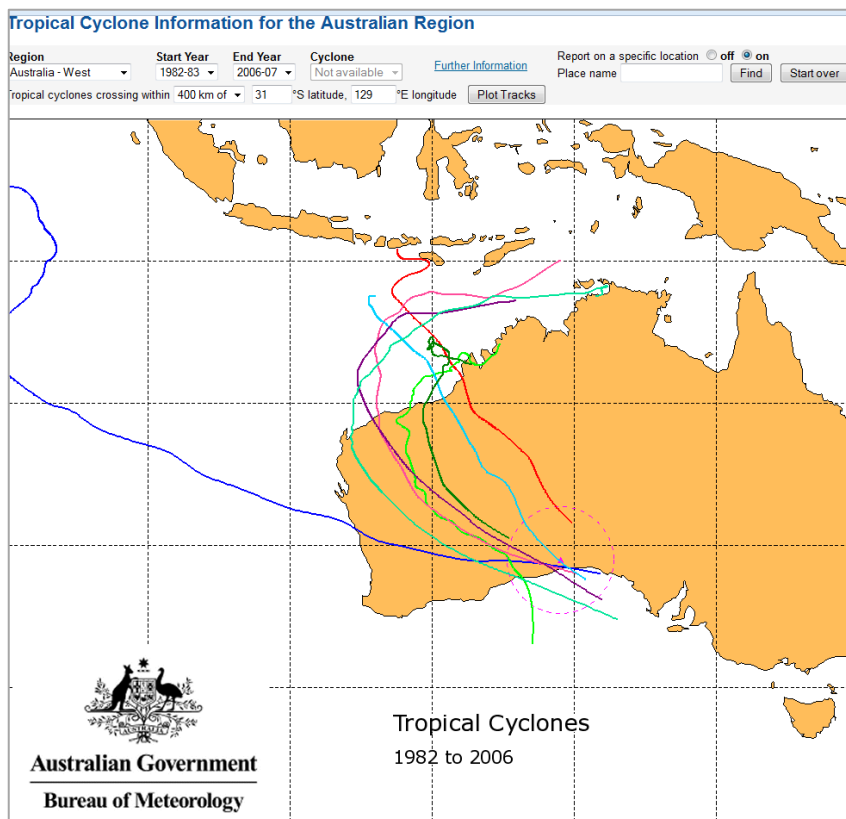 Tropical Cyclone Information for the Australian Region
Region Start Year End Year Cyclone Further Information Report on a specific location off on
Australia - West 1982-83 2006-07 Not available Place name Find Start over
Tropical cyclones crossing within 400 km of 31 °S latitude, 129 °E longitude Plot Tracks
Tropical Cyclones
1982 to 2006
AUSTRALIA
Australian Government
Bureau of Meteorology